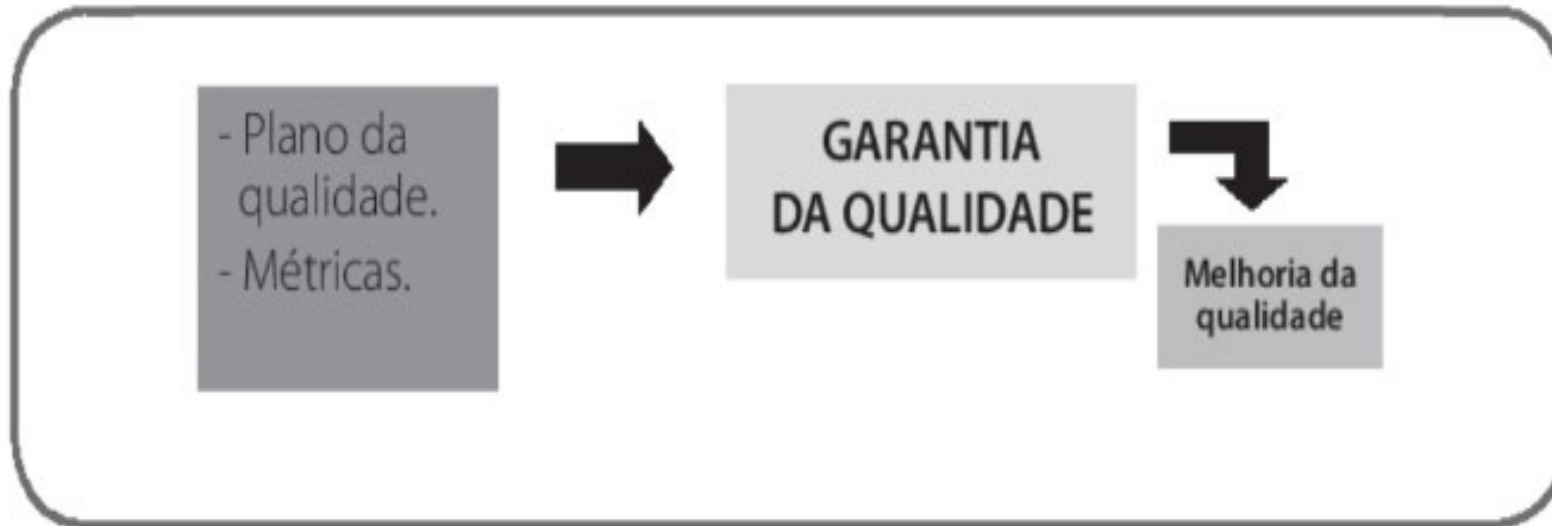 - Plano da
qualidade.
- Métricas.
GARANTIA
DA QUALIDADE
Melhoria da
qualidade